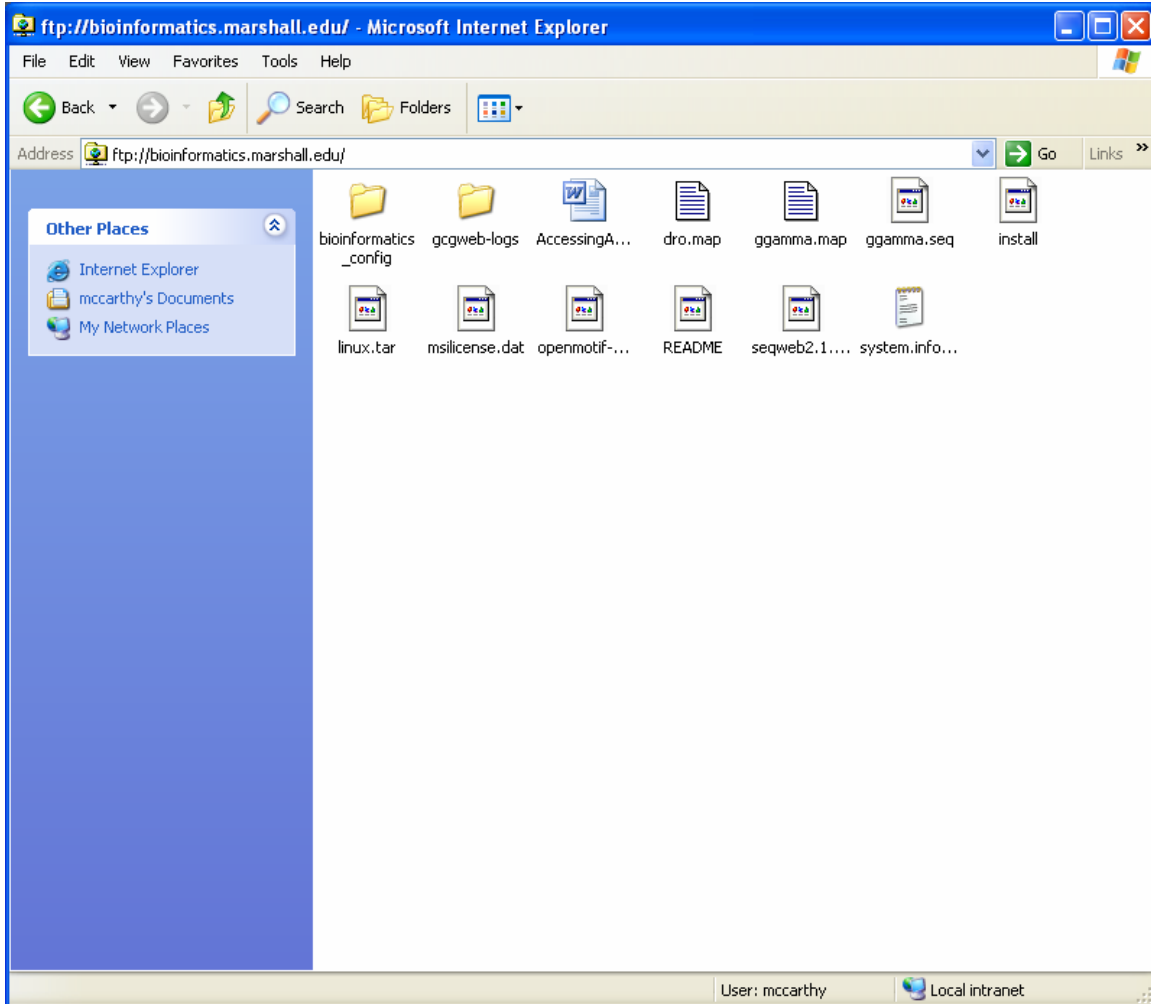 ftp://bioinformatics.marshall.edu/ - Microsoft Internet Explorer
File Edit View Favorites Tools Help
Back Search Folders
Address ftp://bioinformatics.marshall.edu/ Go Links »
Other Places
Internet Explorer
mccarthy's Documents
My Network Places
bioinformatics_config gcgweb-logs AccessingA... dro.map ggamma.map ggamma.seq install
linux.tar msilicense.dat openmotif-... README seqweb2.1.... system.info...
User: mccarthy Local intranet